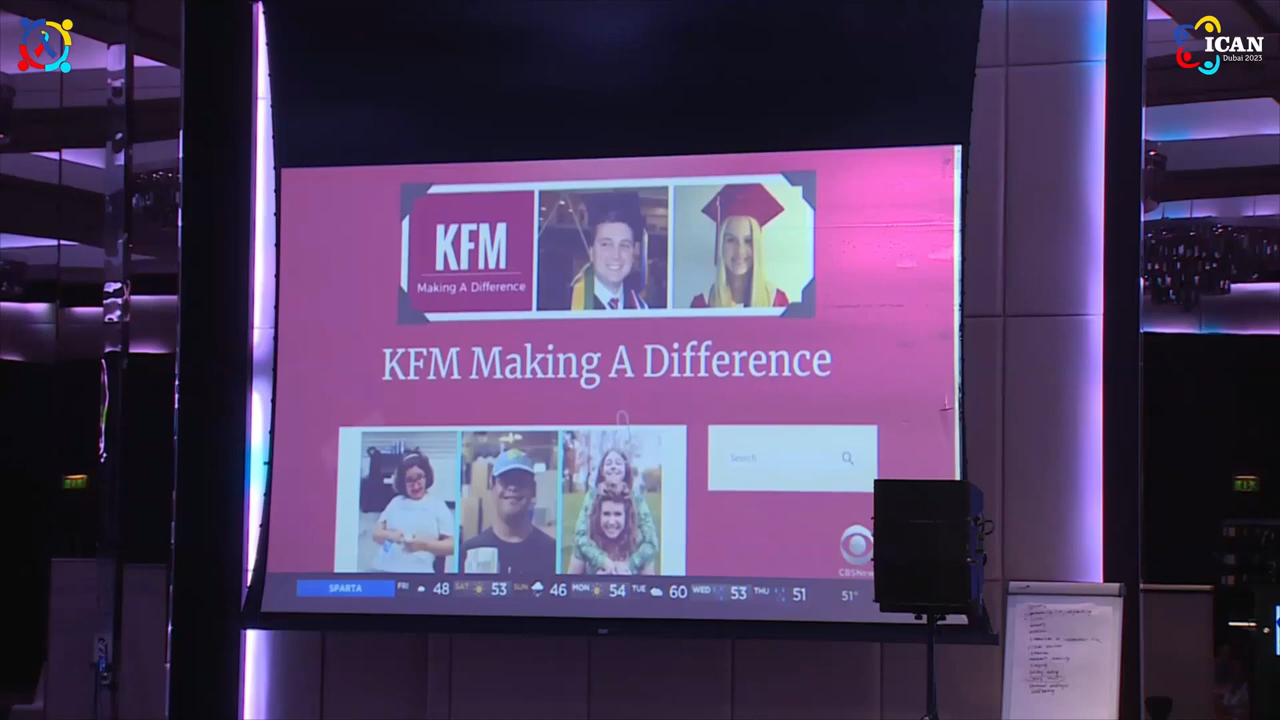 ICAN
Dubai 2023
KFM
Making A Difference
KFM Making A Difference
Search
CBSNew
SPARTA FRI 48 SAT 53 SUN 46 MON 54 TUE 60 WED 53 THU 51 51°